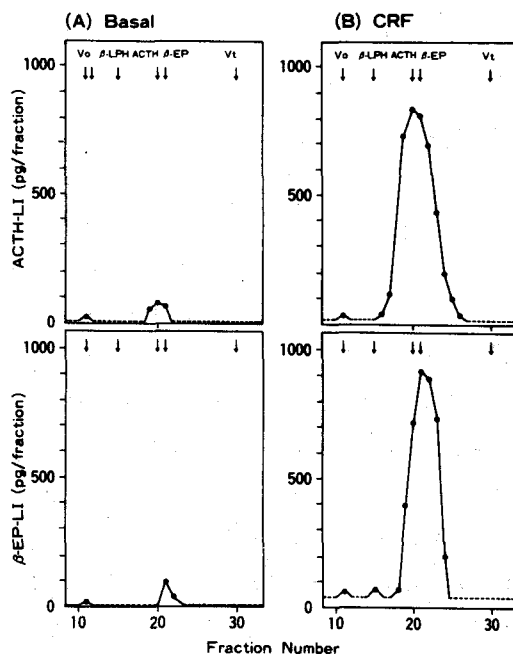 (A) Basal
(B) CRF
Vo β-LPH ACTH β-EP Vt
Vo β-LPH ACTH β-EP Vt
1000
500
0
1000
500
0
ACTH-LI (pg/fraction)
1000
500
0
1000
500
0
β-EP-LI (pg/fraction)
10 20 30
10 20 30
Fraction Number